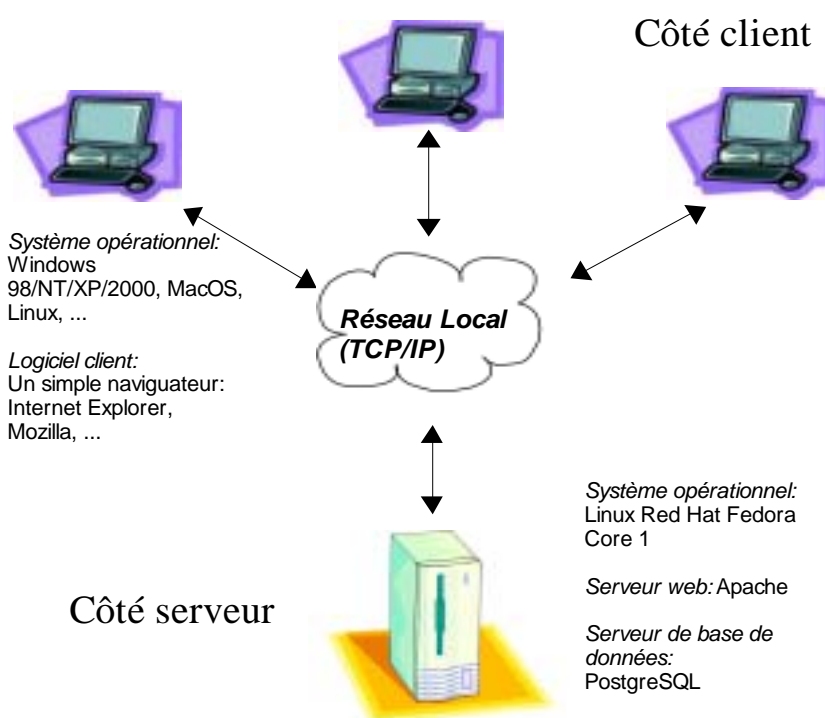 Côté client
Système opérationnel:
Windows
98/NT/XP/2000, MacOS,
Linux, ...
Logiciel client:
Un simple naviguateur:
Internet Explorer,
Mozilla, ...
Réseau Local
(TCP/IP)
Côté serveur
Système opérationnel:
Linux Red Hat Fedora
Core 1
Serveur web: Apache
Serveur de base de
données:
PostgreSQL